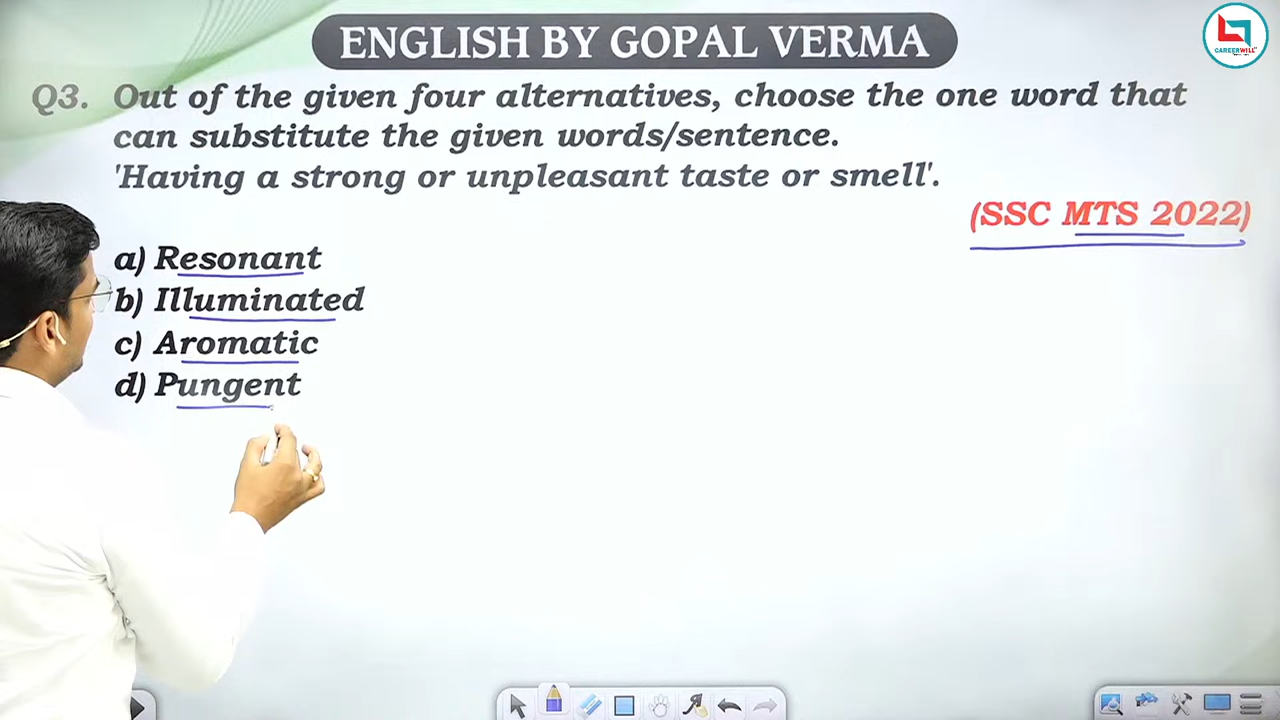 ENGLISH BY GOPAL VERMA
CAREERWILL
Q3. Out of the given four alternatives, choose the one word that
can substitute the given words/sentence.
'Having a strong or unpleasant taste or smell'.
(SSC MTS 2022)
a) Resonant
b) Illuminated
c) Aromatic
d) Pungent